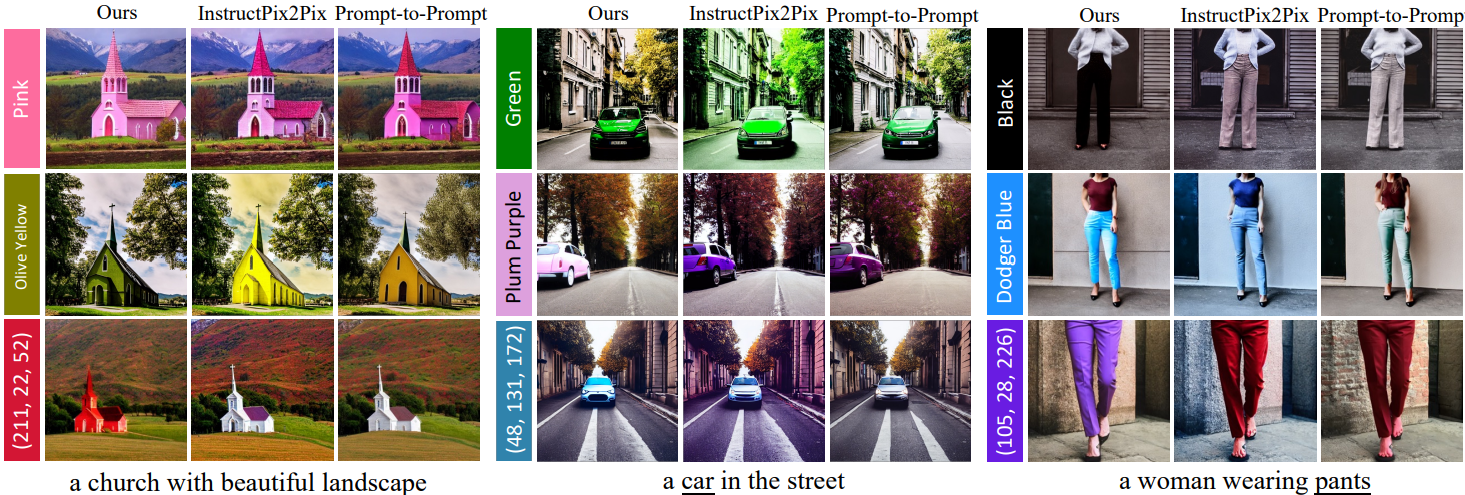 Ours InstructPix2Pix Prompt-to-Prompt
Pink
Olive Yellow
(211, 22, 52)
a church with beautiful landscape
Ours InstructPix2Pix Prompt-to-Prompt
Green
Plum Purple
(48, 131, 172)
a car in the street
Ours InstructPix2Pix Prompt-to-Promp
Black
Dodger Blue
(105, 28, 226)
a woman wearing pants